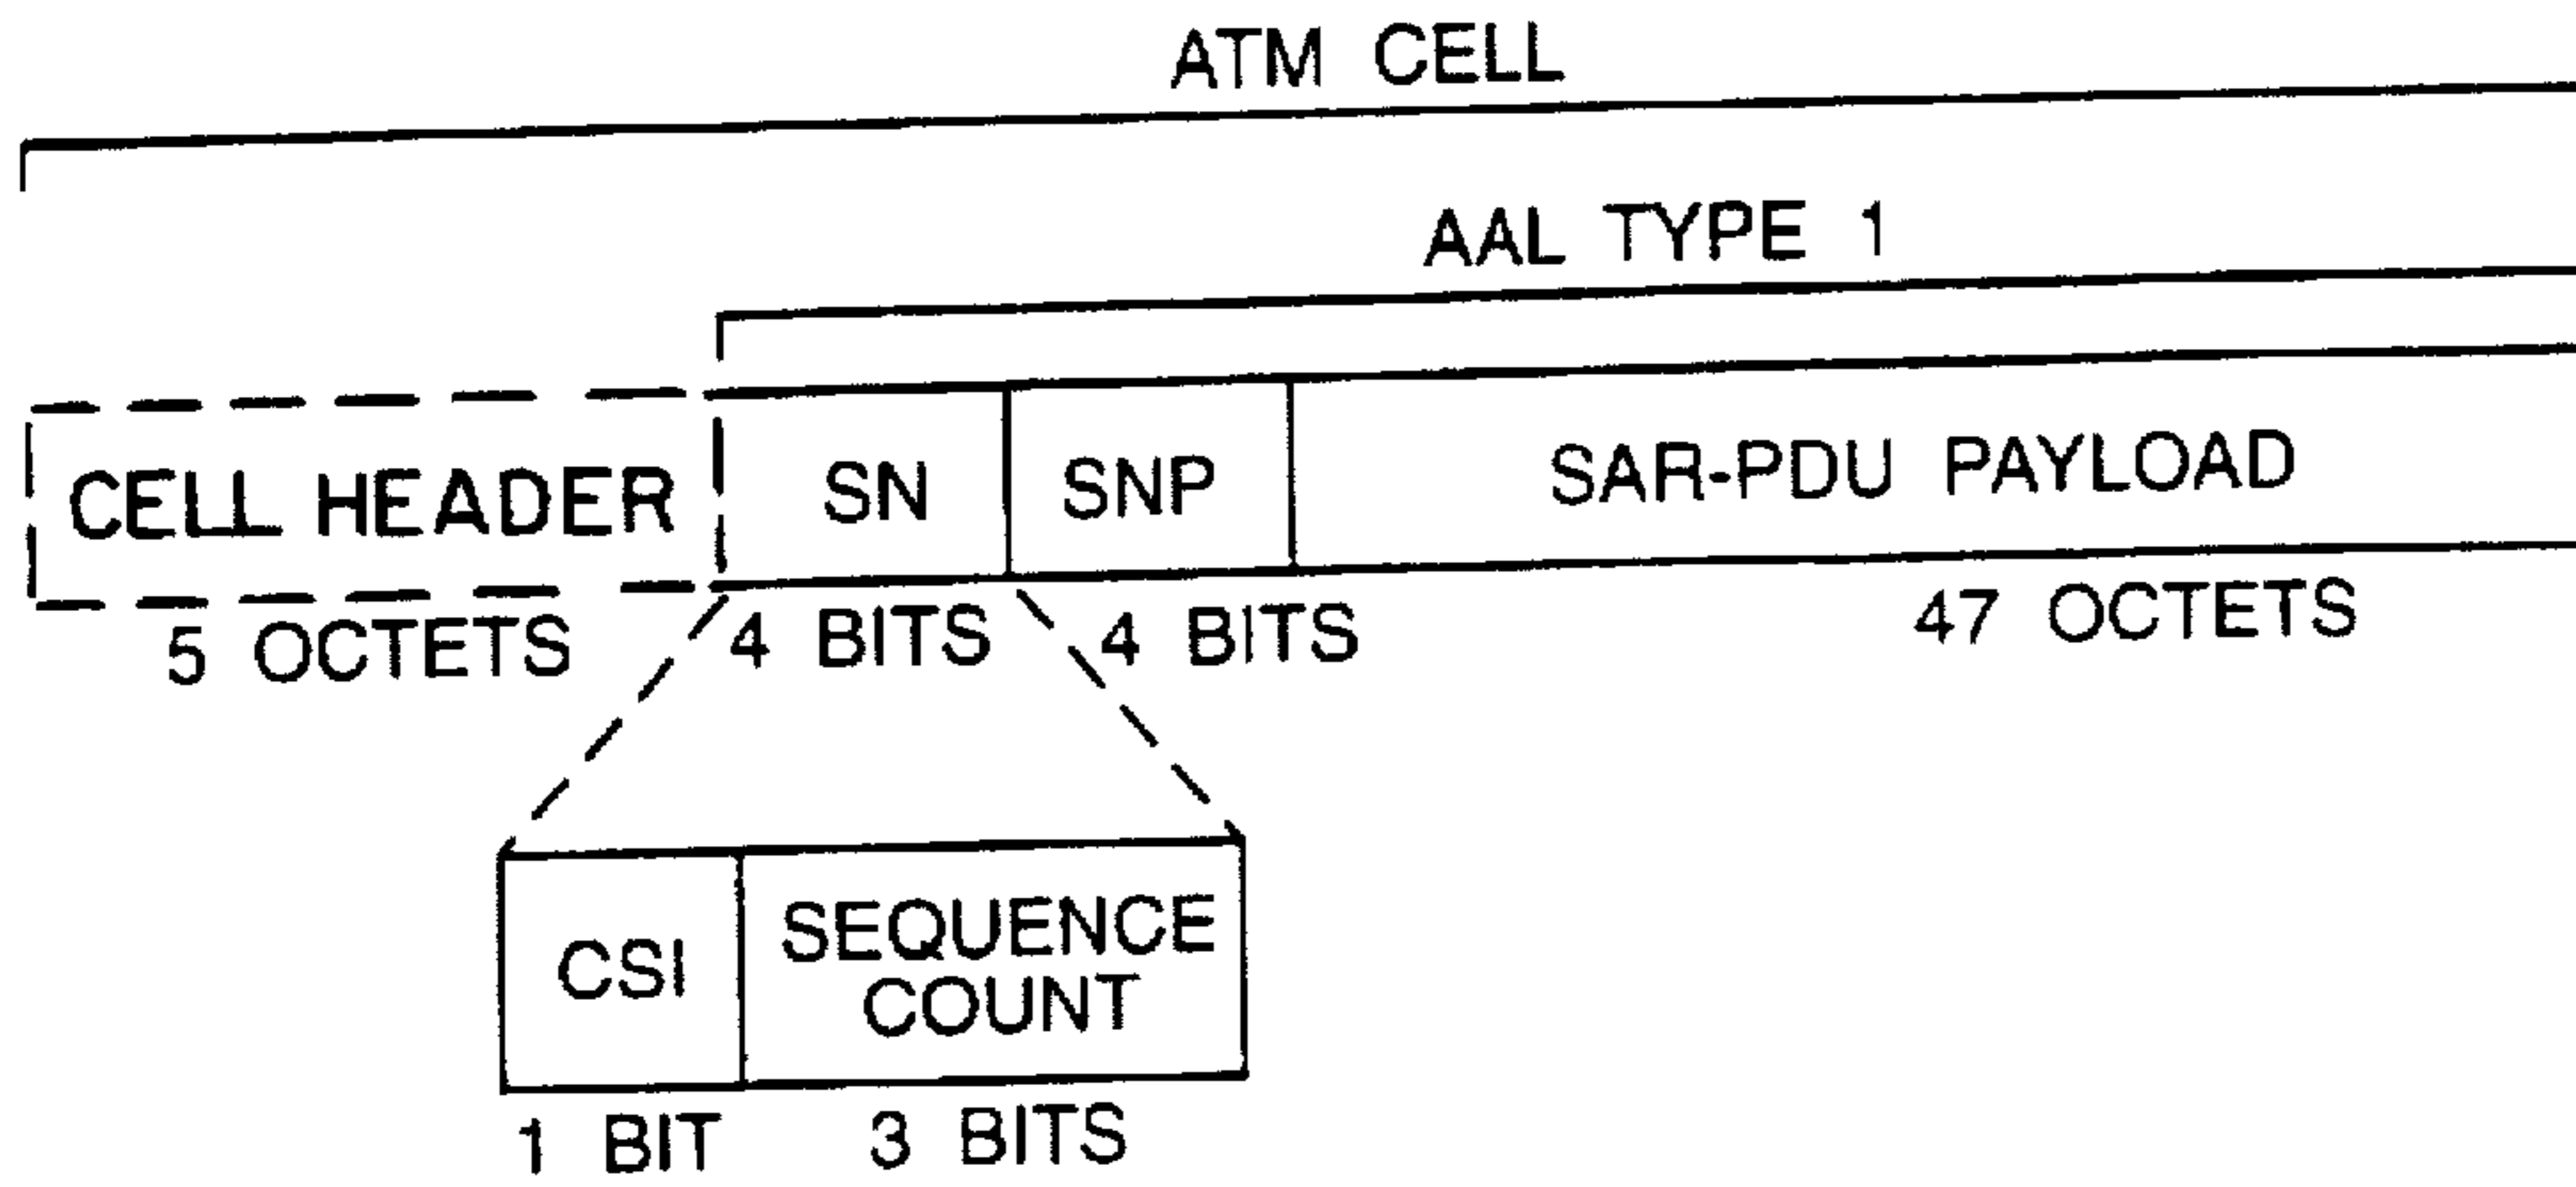 ATM CELL
AAL TYPE 1
CELL HEADER SN SNP SAR-PDU PAYLOAD
5 OCTETS 4 BITS 4 BITS 47 OCTETS
CSI SEQUENCE
COUNT
1 BIT 3 BITS